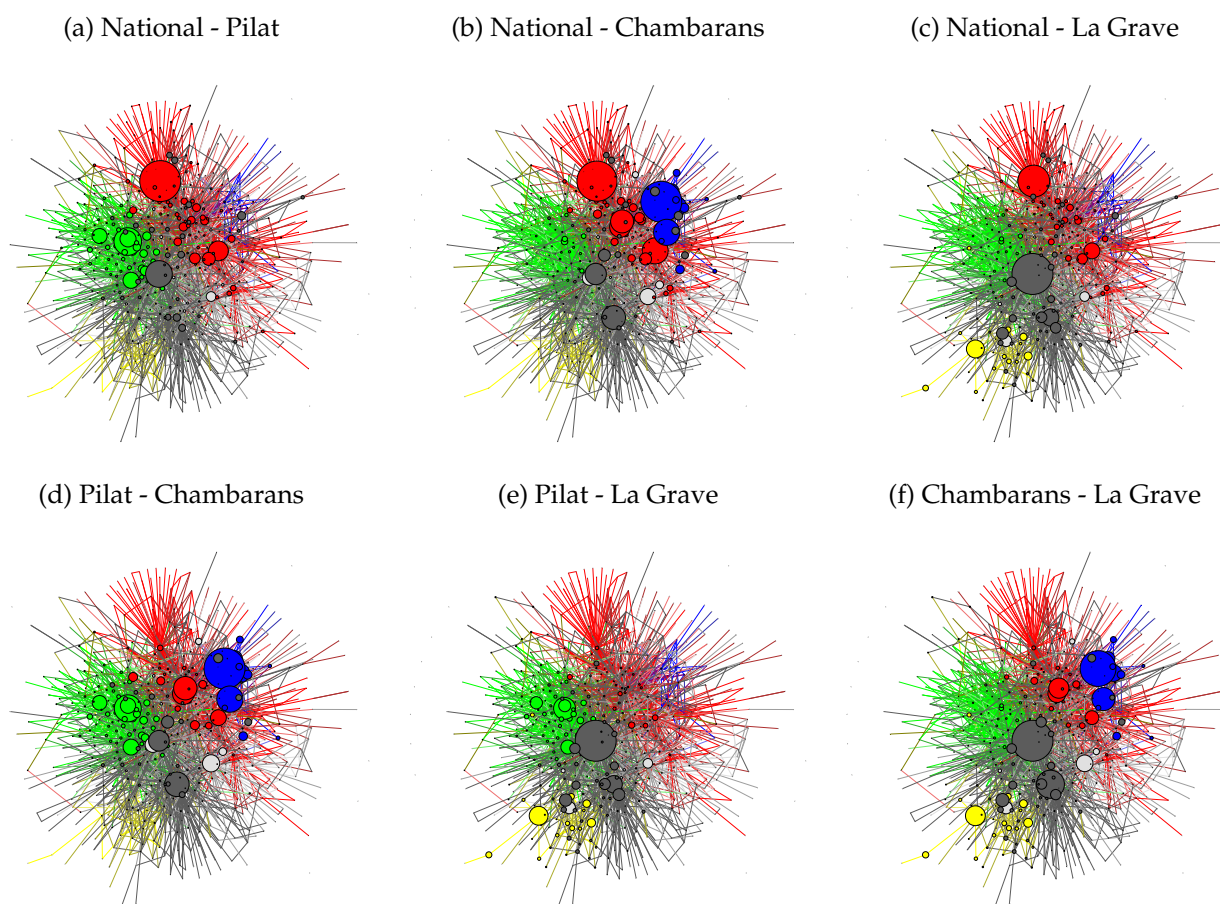 (a) National - Pilat
(b) National - Chambarans
(c) National - La Grave
(d) Pilat - Chambarans
(e) Pilat - La Grave
(f) Chambarans - La Grave